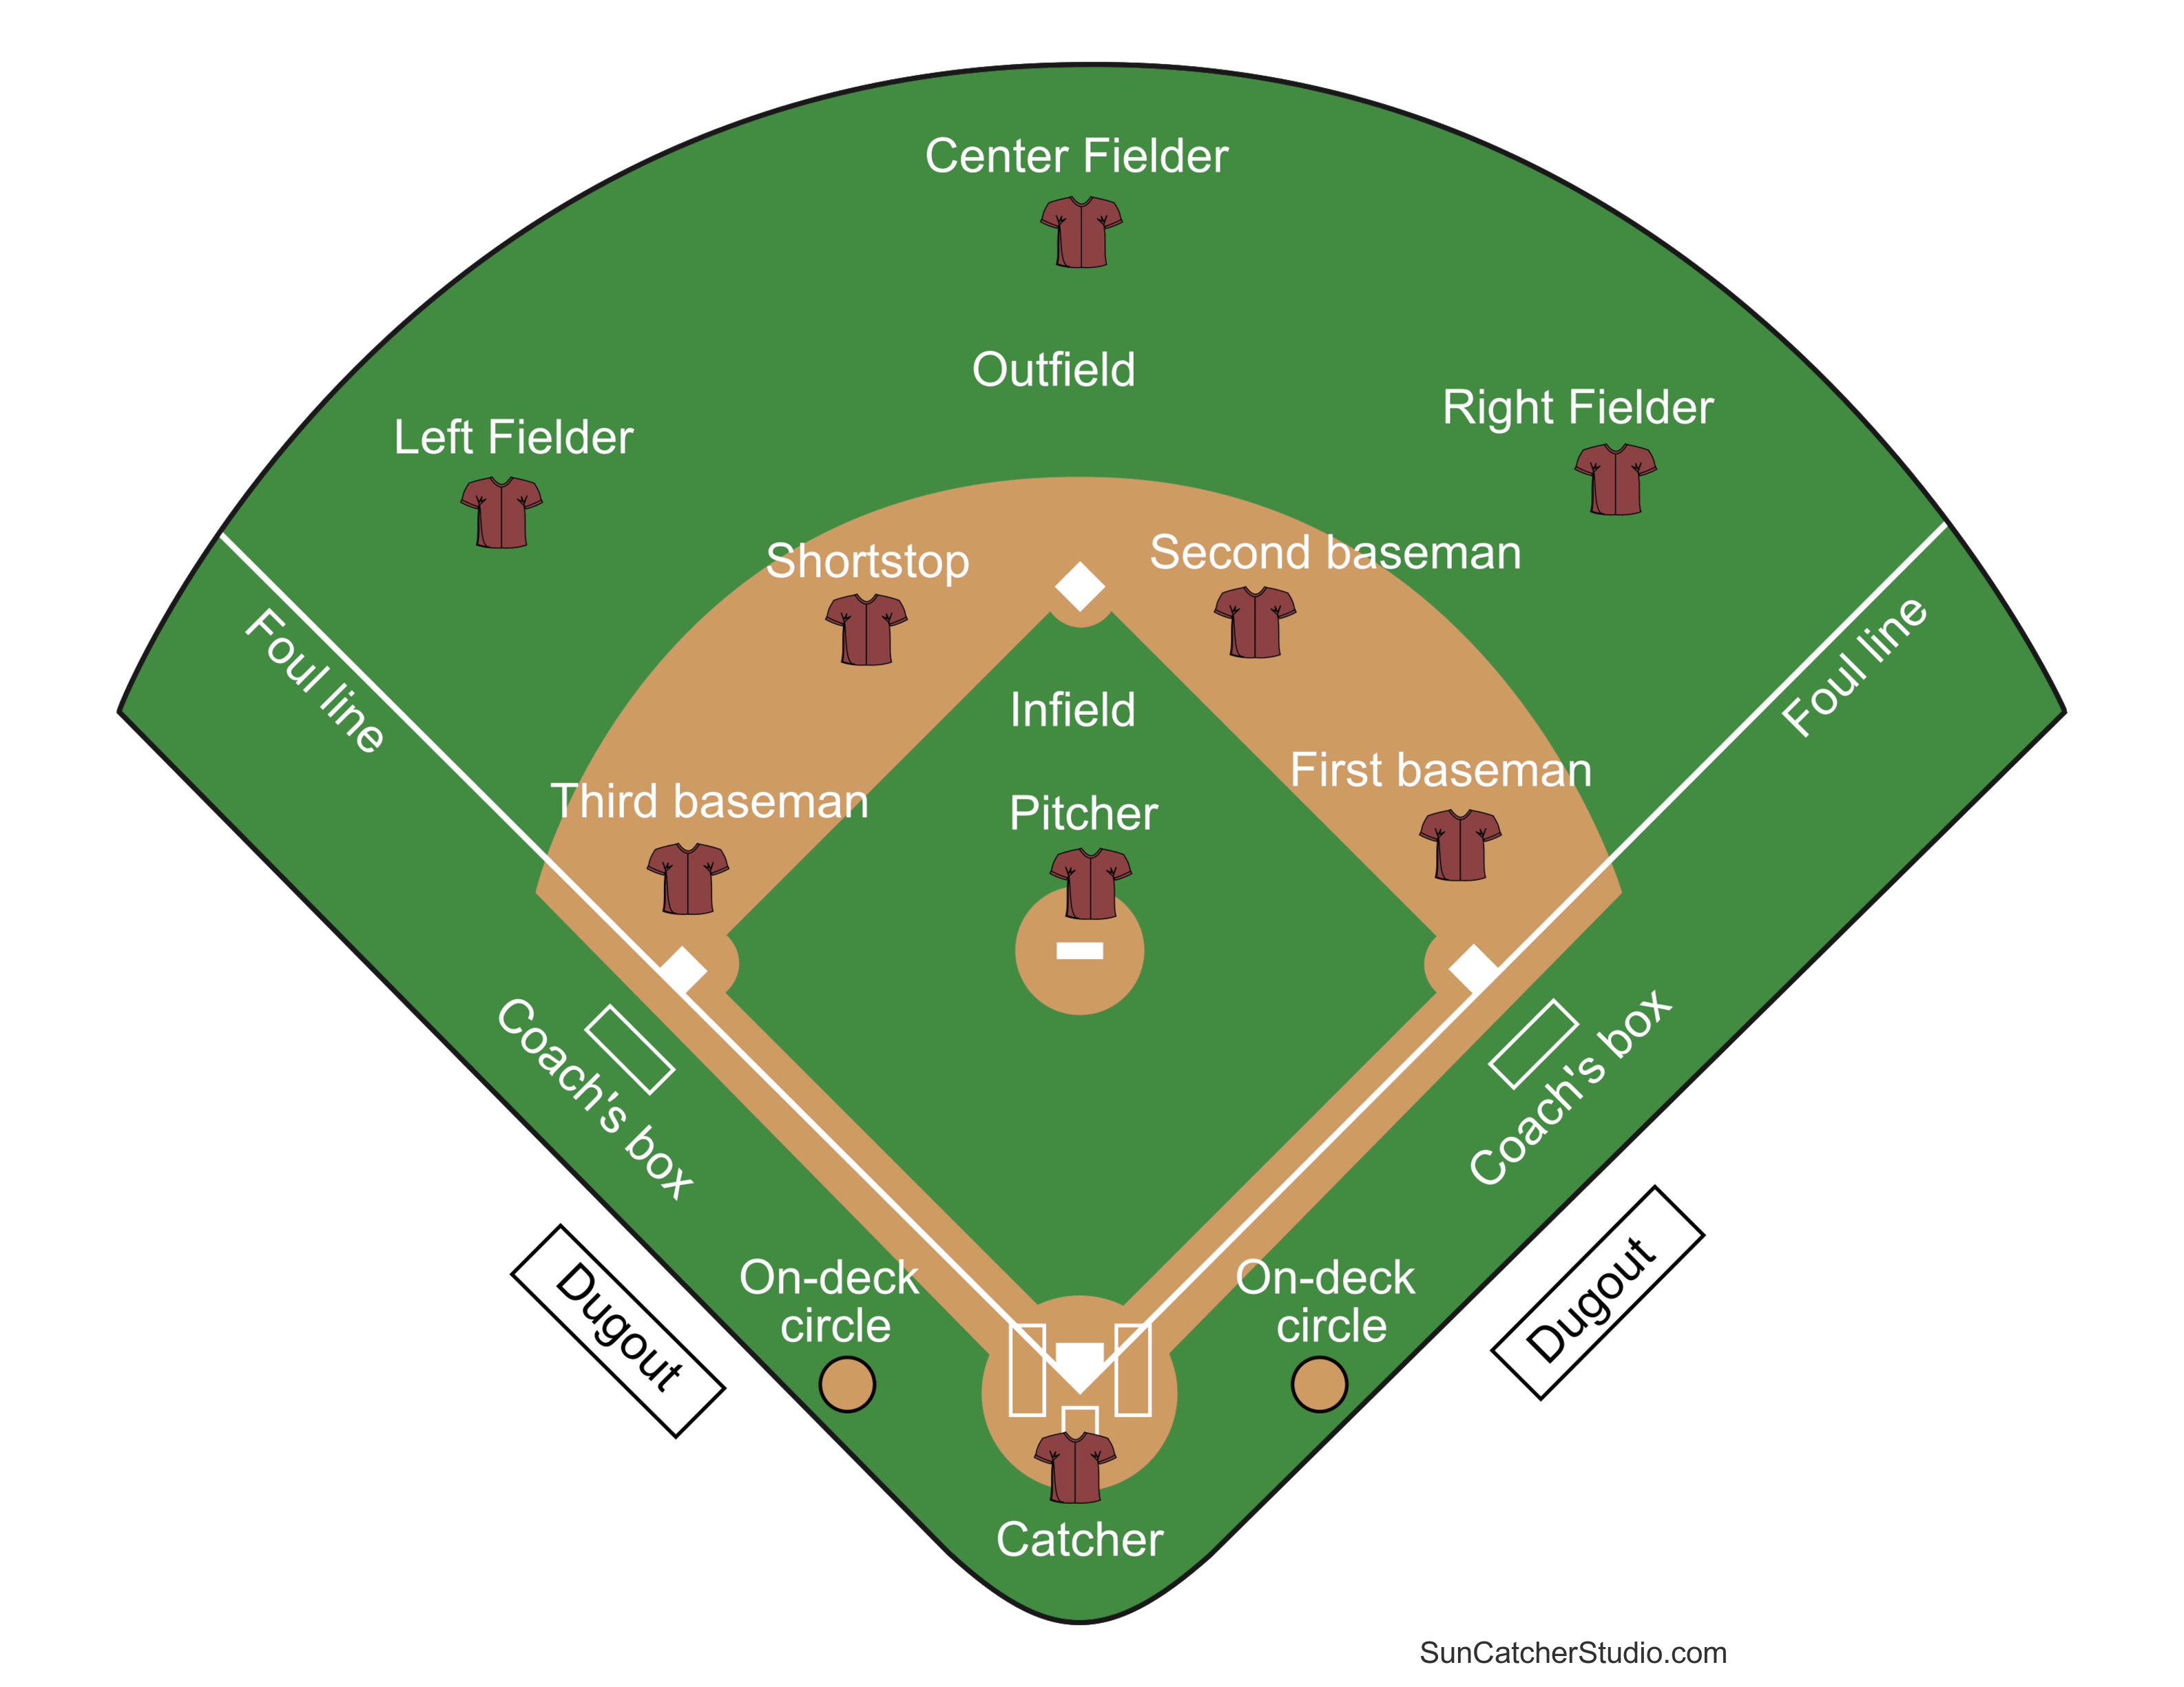 Center Fielder
Outfield
Right Fielder
Left Fielder
Second baseman
Shortstop
Foul line
Foul line
Infield
First baseman
Third baseman
Pitcher
Coach's box
Coach's box
On-deck
circle
On-deck
circle
Dugout
Dugout
Catcher
SunCatcherStudio.com